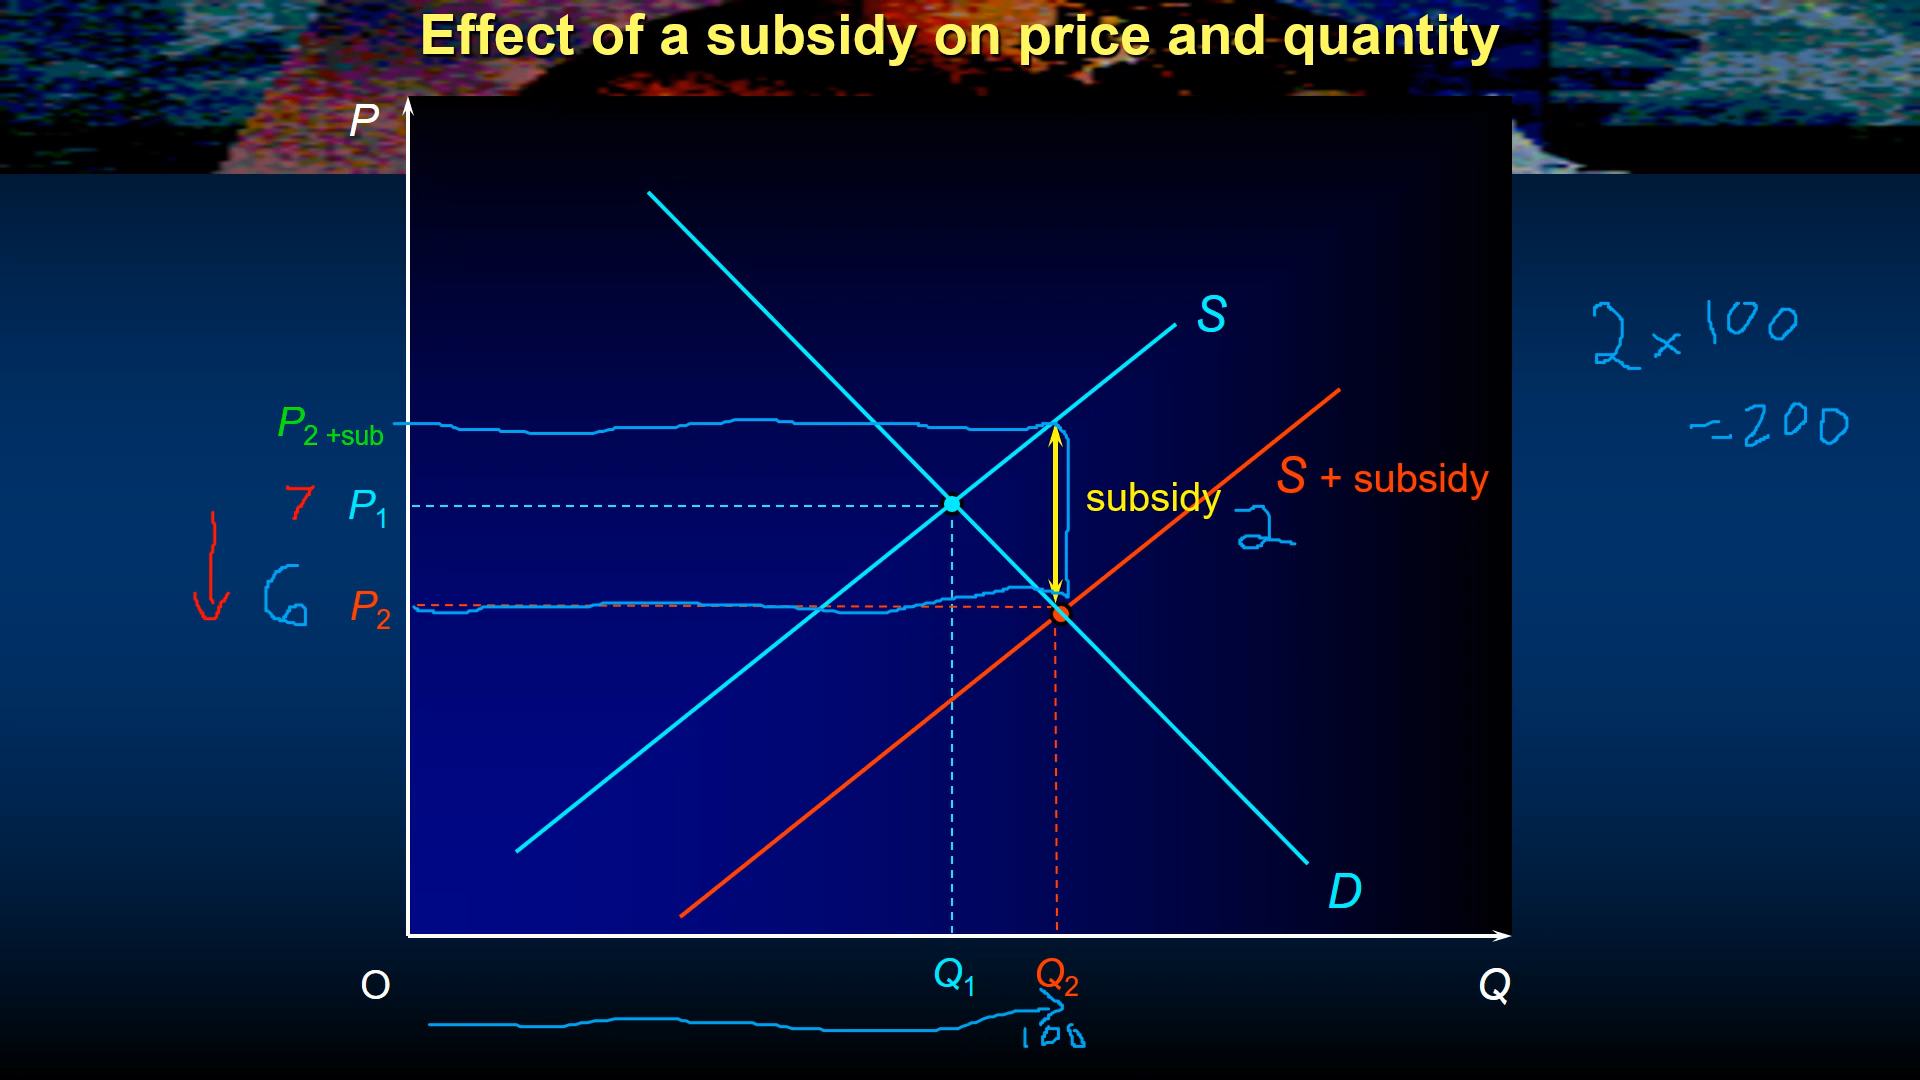 Effect of a subsidy on price and quantity
P
S
2 × 100
= 200
P2 +sub
S + subsidy
7 P1
subsidy 2
6 P2
D
O
Q1
Q2
Q
100